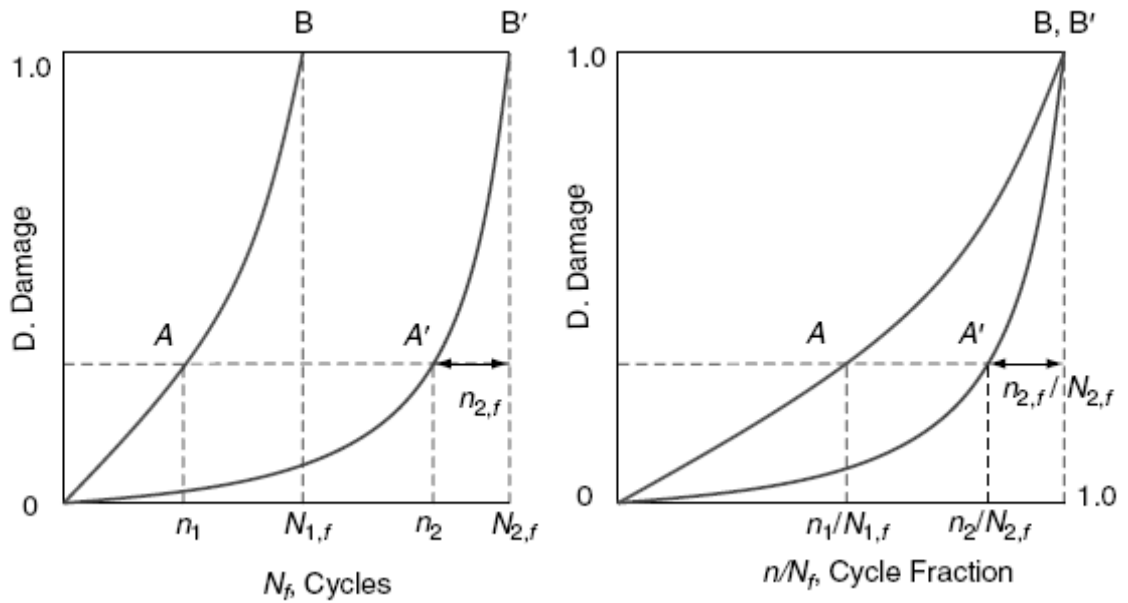 B
B′
1.0
D. Damage
A
A′
n2,f
0
n1
N1,f
n2
N2,f
Nf, Cycles
B, B′
1.0
D. Damage
A
A′
n2,f / N2,f
0
1.0
n1/N1,f
n2/N2,f
n/Nf, Cycle Fraction